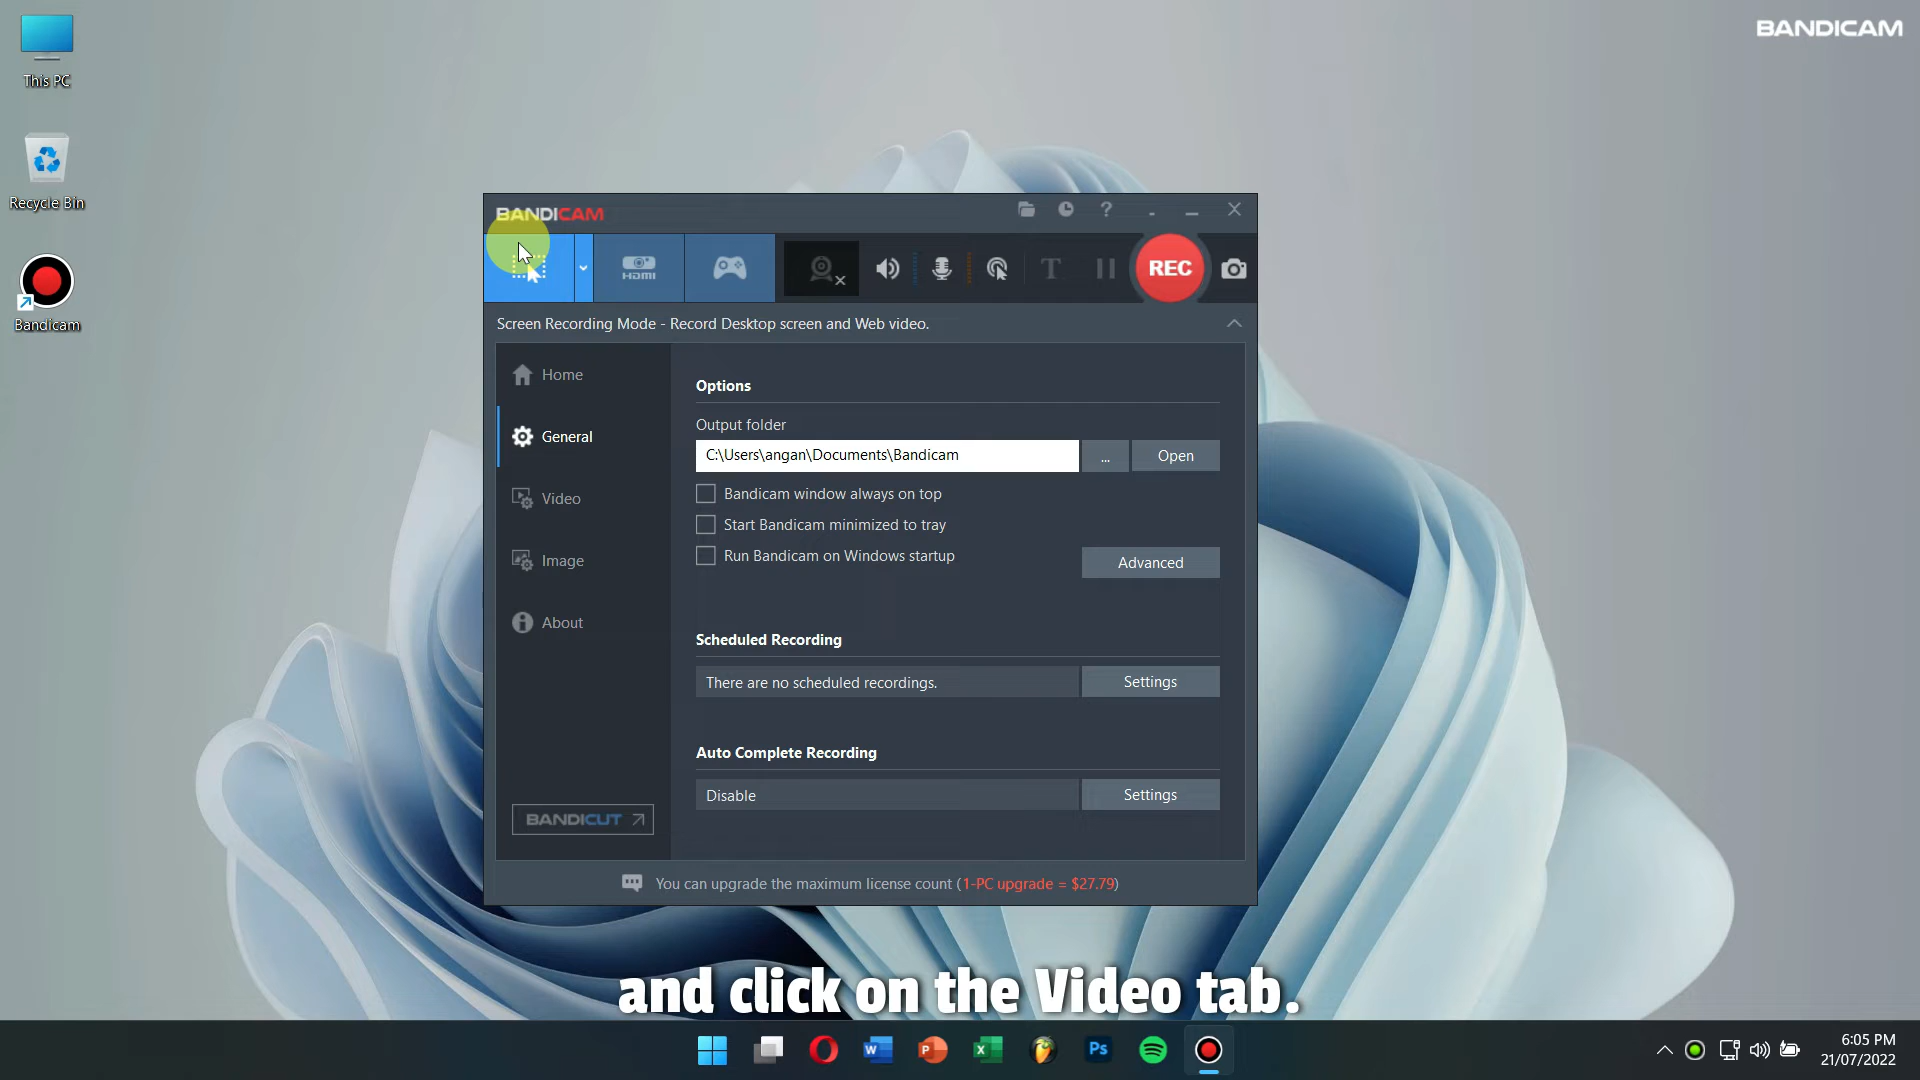 BANDICAM
This PC
Recycle Bin
Bandicam
BANDICAM
?
HDMI
T
REC
Screen Recording Mode - Record Desktop screen and Web video.
Home
General
Video
Image
About
BANDICUT
Options
Output folder
C:\Users\angan\Documents\Bandicam
...
Open
Bandicam window always on top
Start Bandicam minimized to tray
Run Bandicam on Windows startup
Advanced
Scheduled Recording
There are no scheduled recordings.
Settings
Auto Complete Recording
Disable
Settings
You can upgrade the maximum license count (1-PC upgrade = $27.79)
and click on the Video tab.
W
P
X
Ps
6:05 PM
21/07/2022